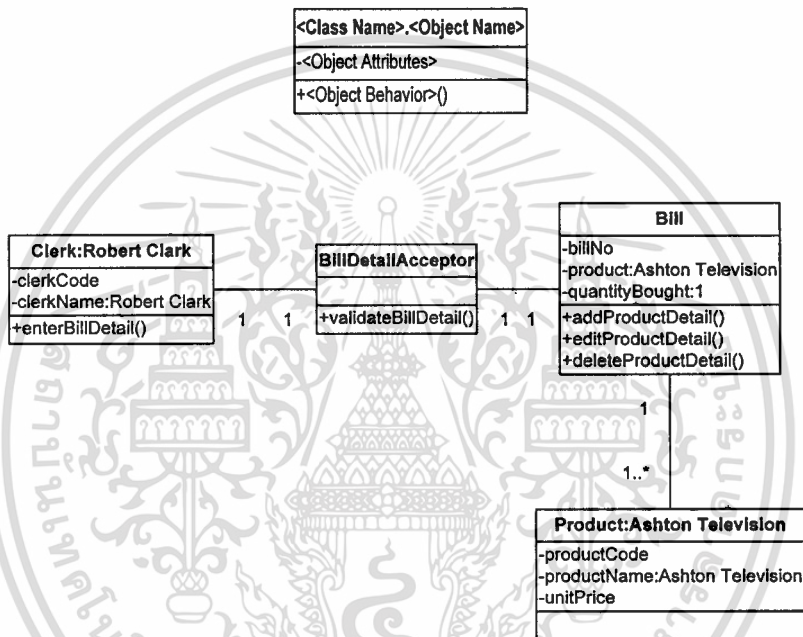 <Class Name>.<Object Name>
-<Object Attributes>
+<Object Behavior>()
Clerk:Robert Clark
-clerkCode
-clerkName:Robert Clark
+enterBillDetail()
1 1
BillDetailAcceptor
+validateBillDetail()
1 1
Bill
-billNo
-product:Ashton Television
-quantityBought:1
+addProductDetail()
+editProductDetail()
+deleteProductDetail()
1
1..*
Product:Ashton Television
-productCode
-productName:Ashton Television
-unitPrice